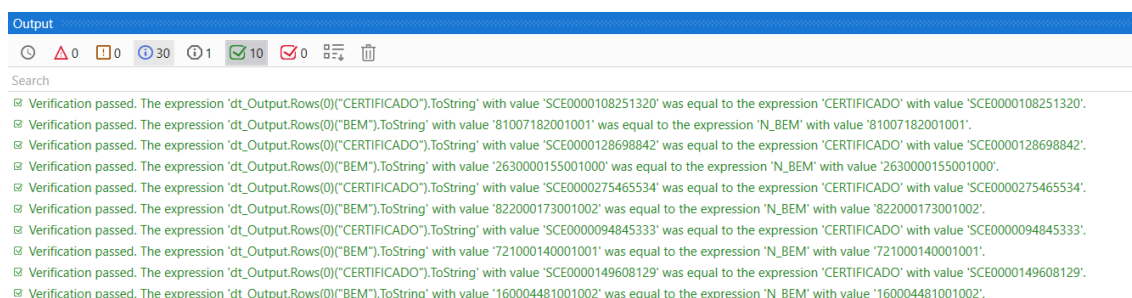 Output
0 0 30 1 10 0
Search
Verification passed. The expression 'dt_Output.Rows(0)("CERTIFICADO").ToString' with value 'SCE0000108251320' was equal to the expression 'CERTIFICADO' with value 'SCE0000108251320'.
Verification passed. The expression 'dt_Output.Rows(0)("BEM").ToString' with value '81007182001001' was equal to the expression 'N_BEM' with value '81007182001001'.
Verification passed. The expression 'dt_Output.Rows(0)("CERTIFICADO").ToString' with value 'SCE0000128698842' was equal to the expression 'CERTIFICADO' with value 'SCE0000128698842'.
Verification passed. The expression 'dt_Output.Rows(0)("BEM").ToString' with value '2630000155001000' was equal to the expression 'N_BEM' with value '2630000155001000'.
Verification passed. The expression 'dt_Output.Rows(0)("CERTIFICADO").ToString' with value 'SCE0000275465534' was equal to the expression 'CERTIFICADO' with value 'SCE0000275465534'.
Verification passed. The expression 'dt_Output.Rows(0)("BEM").ToString' with value '822000173001002' was equal to the expression 'N_BEM' with value '822000173001002'.
Verification passed. The expression 'dt_Output.Rows(0)("CERTIFICADO").ToString' with value 'SCE0000094845333' was equal to the expression 'CERTIFICADO' with value 'SCE0000094845333'.
Verification passed. The expression 'dt_Output.Rows(0)("BEM").ToString' with value '721000140001001' was equal to the expression 'N_BEM' with value '721000140001001'.
Verification passed. The expression 'dt_Output.Rows(0)("CERTIFICADO").ToString' with value 'SCE0000149608129' was equal to the expression 'CERTIFICADO' with value 'SCE0000149608129'.
Verification passed. The expression 'dt_Output.Rows(0)("BEM").ToString' with value '160004481001002' was equal to the expression 'N_BEM' with value '160004481001002'.